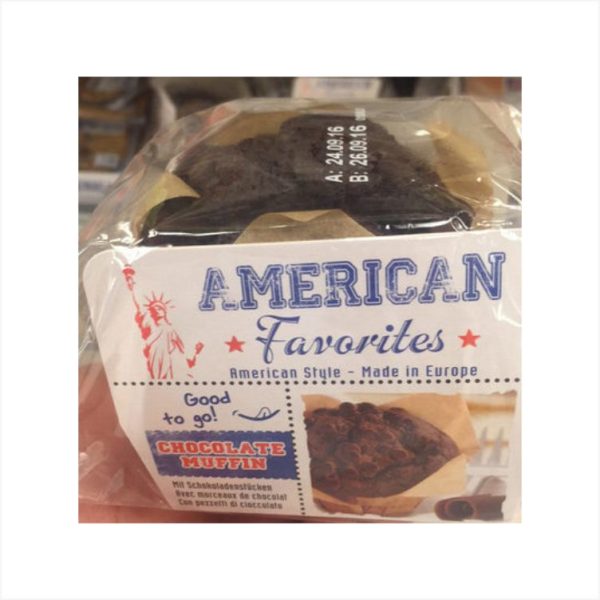 A: 24.09.16
B: 26.09.16
AMERICAN
Favorites
American Style - Made in Europe
Good
to go!
CHOCOLATE
MUFFIN
Mit Schokoladenstücken
Avec morceaux de chocolat
Con pezzetti di cioccolato